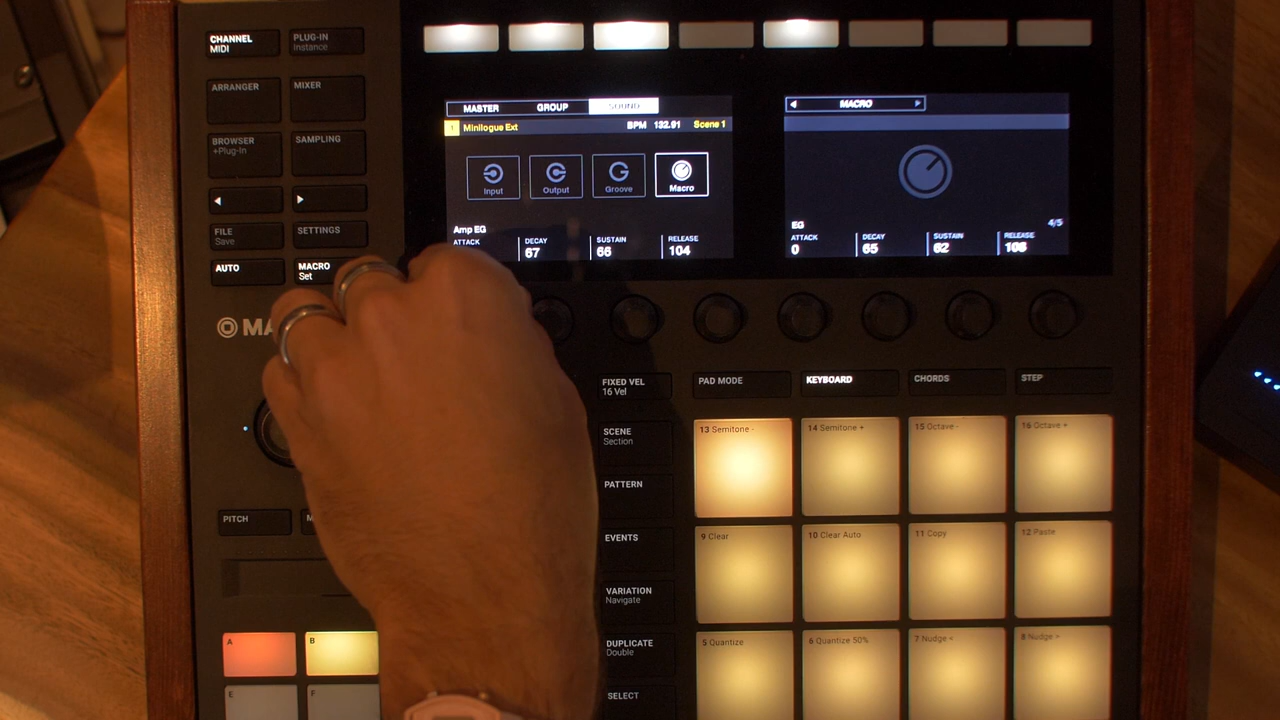 CHANNEL
MIDI
PLUG-IN
Instance
ARRANGER
MIXER
BROWSER
+Plug-In
SAMPLING
FILE
Save
SETTINGS
AUTO
MACRO
Set
MA
PITCH
M
A
B
E
F
MASTER GROUP SOUND
1 Minilogue Ext BPM 132.91 Scene 1
Input Output Groove Macro
Amp EG
ATTACK DECAY SUSTAIN RELEASE
67 66 104
MACRO
EG 4/5
ATTACK DECAY SUSTAIN RELEASE
0 65 62
FIXED VEL
16 Vel
PAD MODE KEYBOARD CHORDS STEP
SCENE
Section
PATTERN
EVENTS
VARIATION
Navigate
DUPLICATE
Double
SELECT
13 Semitone - 14 Semitone + 15 Octave - 16 Octave +
9 Clear 10 Clear Auto 11 Copy 12 Paste
5 Quantize 6 Quantize 50% 7 Nudge < 8 Nudge >